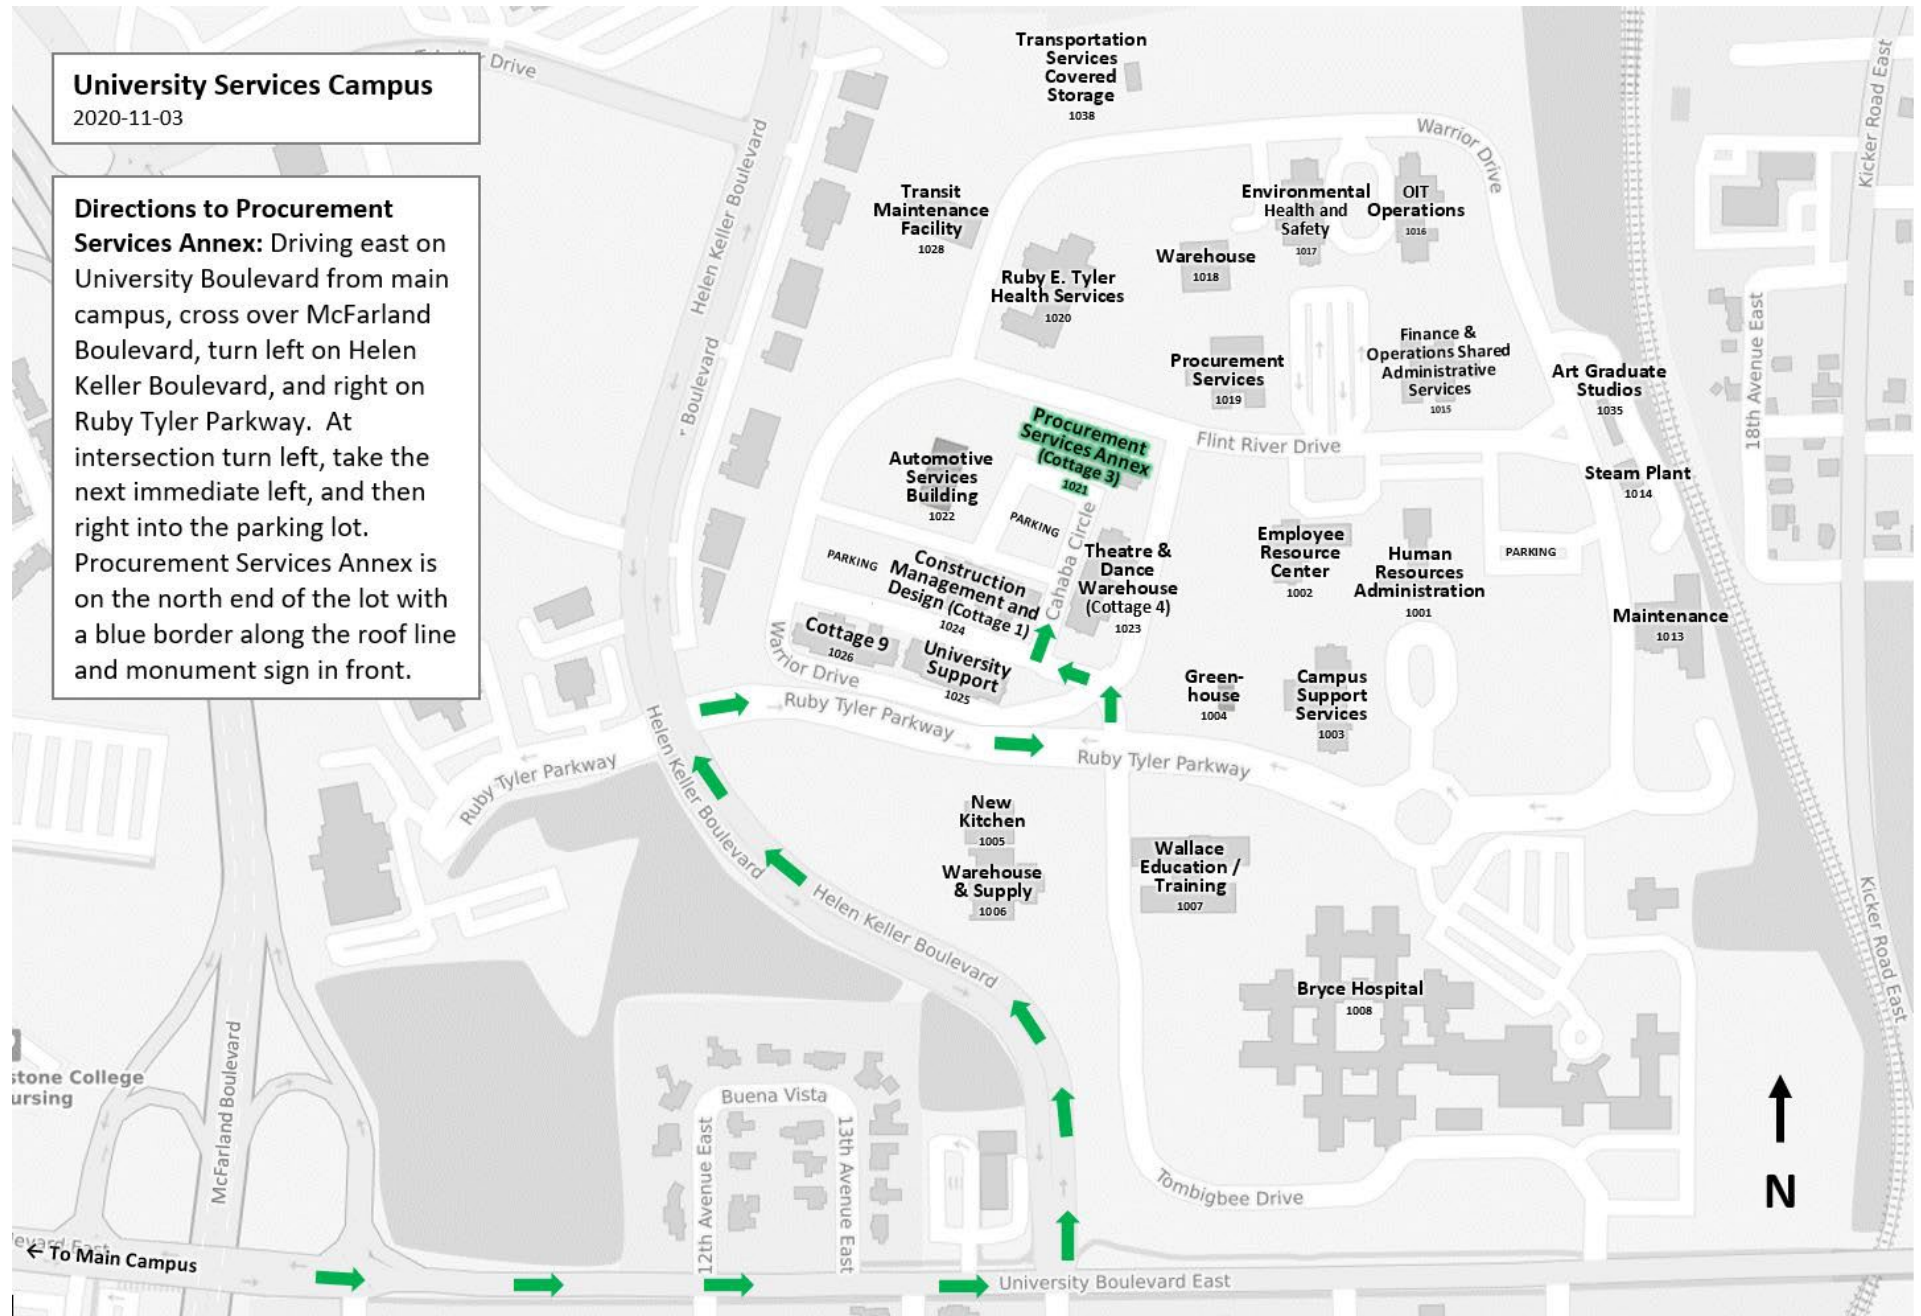 University Services Campus
2020-11-03
Directions to Procurement
Services Annex: Driving east on
University Boulevard from main
campus, cross over McFarland
Boulevard, turn left on Helen
Keller Boulevard, and right on
Ruby Tyler Parkway.  At
intersection turn left, take the
next immediate left, and then
right into the parking lot.
Procurement Services Annex is
on the north end of the lot with
a blue border along the roof line
and monument sign in front.
Drive
Helen Keller Boulevard
r Boulevard
Transportation
Services
Covered
Storage
1038
Warrior Drive
Kicker Road East
Transit
Maintenance
Facility
1028
Ruby E. Tyler
Health Services
1020
Warehouse
1018
Environmental
Health and
Safety
1017
OIT
Operations
1016
Procurement
Services
1019
Finance &
Operations Shared
Administrative
Services
1015
Art Graduate
Studios
1035
18th Avenue East
Flint River Drive
Steam Plant
1014
Procurement
Services Annex
(Cottage 3)
1021
Automotive
Services
Building
1022
PARKING
PARKING
Cahaba Circle
Theatre &
Dance
Warehouse
(Cottage 4)
1023
Construction
Management and
Design (Cottage 1)
1024
Employee
Resource
Center
1002
Human
Resources
Administration
1001
PARKING
Maintenance
1013
Cottage 9
1026
University
Support
1025
Warrior Drive
Green-
house
1004
Campus
Support
Services
1003
Ruby Tyler Parkway
Ruby Tyler Parkway
Ruby Tyler Parkway
Helen Keller Boulevard
Helen Keller Boulevard
New
Kitchen
1005
Warehouse
& Supply
1006
Wallace
Education /
Training
1007
Bryce Hospital
1008
Kicker Road East
stone College
ursing
McFarland Boulevard
Buena Vista
12th Avenue East
13th Avenue East
Tombigbee Drive
N
evard East
← To Main Campus
University Boulevard East